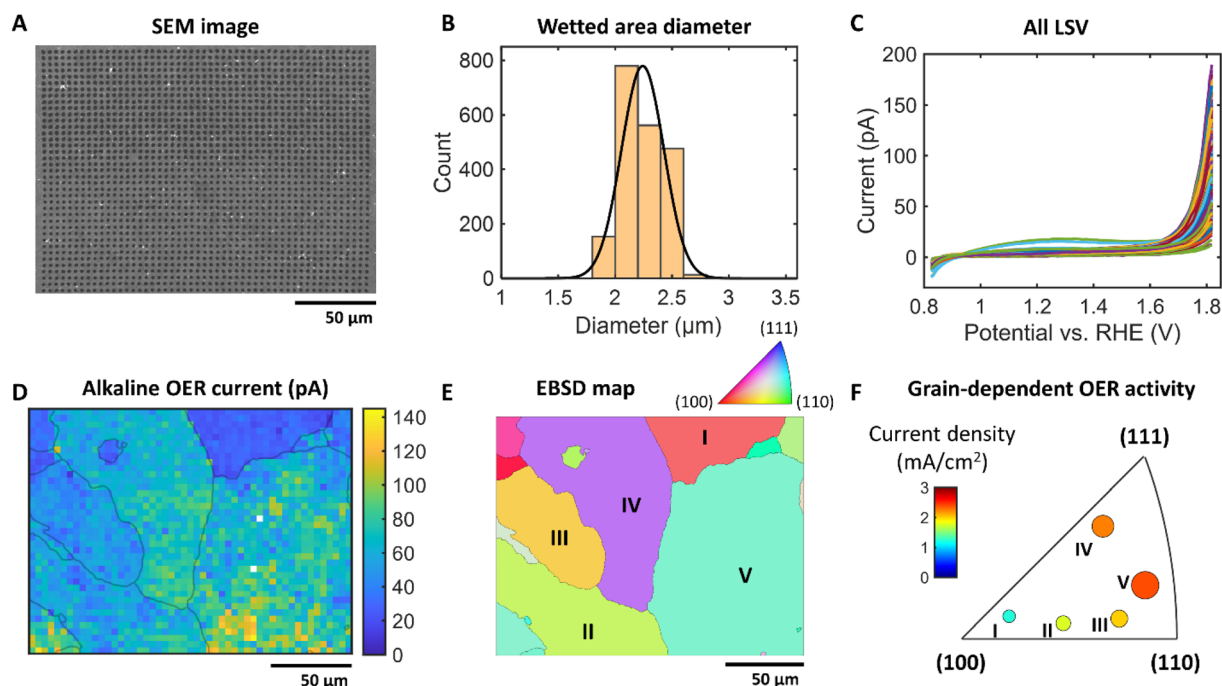 A
SEM image
50 µm
B
Wetted area diameter
800
600
400
200
0
Count
1
1.5
2
2.5
3
3.5
Diameter (µm)
C
All LSV
200
150
100
50
0
Current (pA)
0.8
1
1.2
1.4
1.6
1.8
Potential vs. RHE (V)
D
Alkaline OER current (pA)
140
120
100
80
60
40
20
0
50 µm
E
EBSD map
(111)
(100)
(110)
I
IV
III
V
II
50 µm
F
Grain-dependent OER activity
Current density
(mA/cm²)
3
2
1
0
(111)
IV
V
I
II
III
(100)
(110)